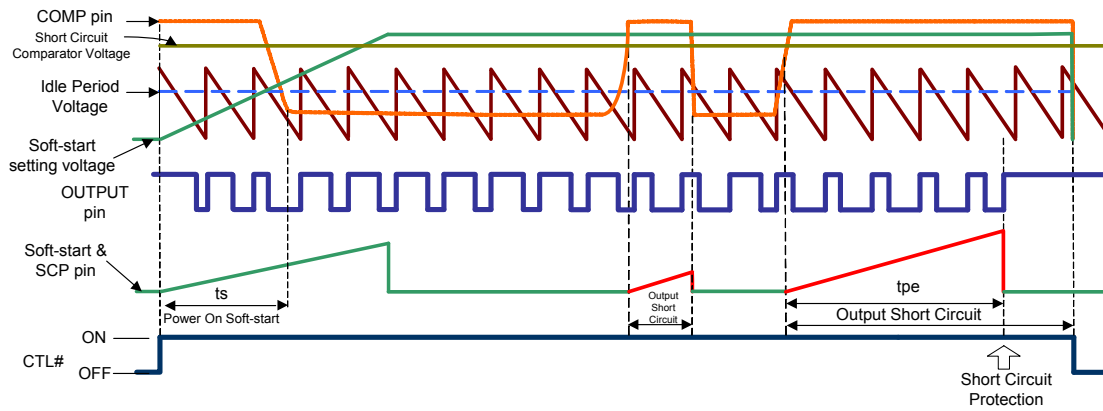 COMP pin
Short Circuit
Comparator Voltage
Idle Period
Voltage
Soft-start
setting voltage
OUTPUT
pin
Soft-start &
SCP pin
ts
Power On Soft-start
Output
Short
Circuit
tpe
Output Short Circuit
ON
CTL#
OFF
Short Circuit
Protection